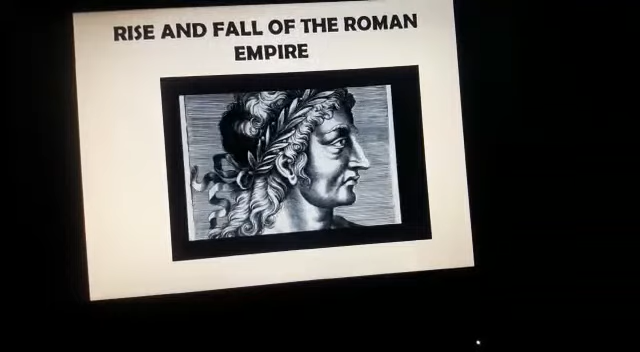 RISE AND FALL OF THE ROMAN
EMPIRE